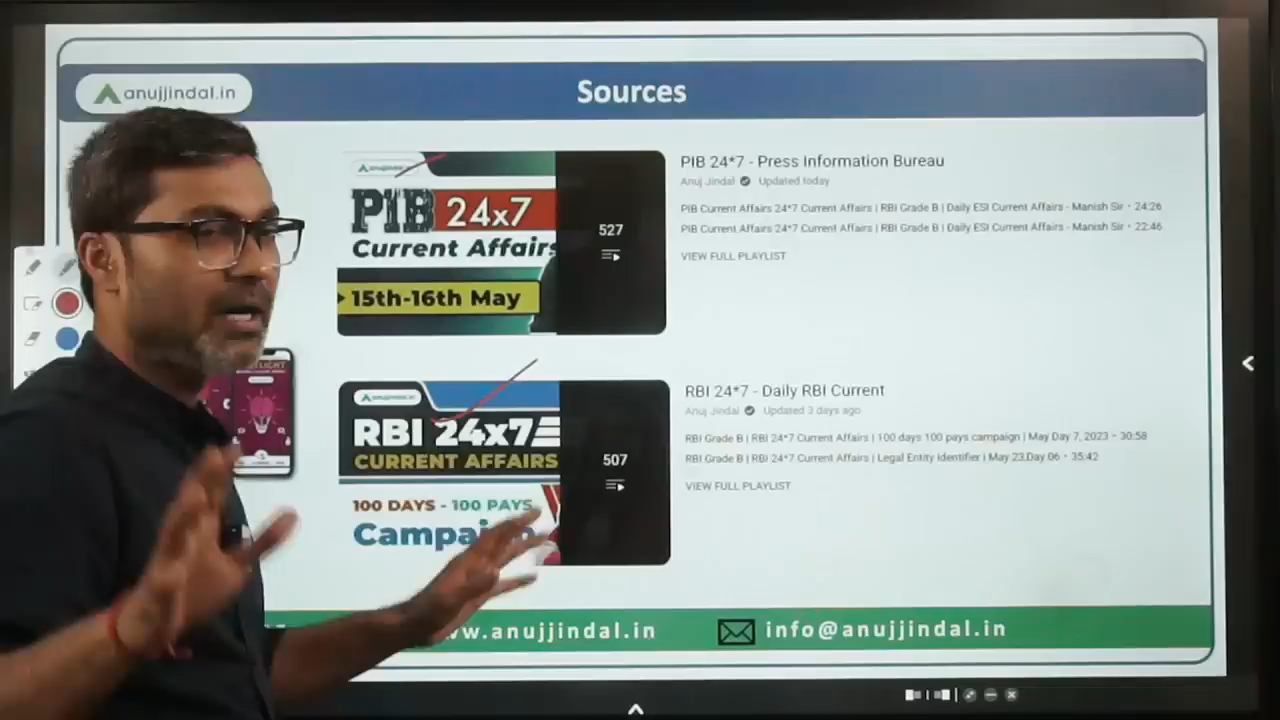 anujjindal.in
Sources
PIB 24x7
Current Affairs
15th-16th May
527
PIB 24*7 - Press Information Bureau
Anuj Jindal Updated today
PIB Current Affairs 24*7 Current Affairs | RBI Grade B | Daily ESI Current Affairs - Manish Sir • 24:26
PIB Current Affairs 24*7 Current Affairs | RBI Grade B | Daily ESI Current Affairs - Manish Sir • 22:46
VIEW FULL PLAYLIST
anujjindal.in
RBI 24x7
CURRENT AFFAIRS
100 DAYS - 100 PAYS
Campaign
507
RBI 24*7 - Daily RBI Current
Anuj Jindal Updated 3 days ago
RBI Grade B | RBI 24*7 Current Affairs | 100 days 100 pays campaign | May Day 7, 2023 • 30:58
RBI Grade B | RBI 24*7 Current Affairs | Legal Entity Identifier | May 23,Day 06 • 35:42
VIEW FULL PLAYLIST
w.anujjindal.in
info@anujjindal.in